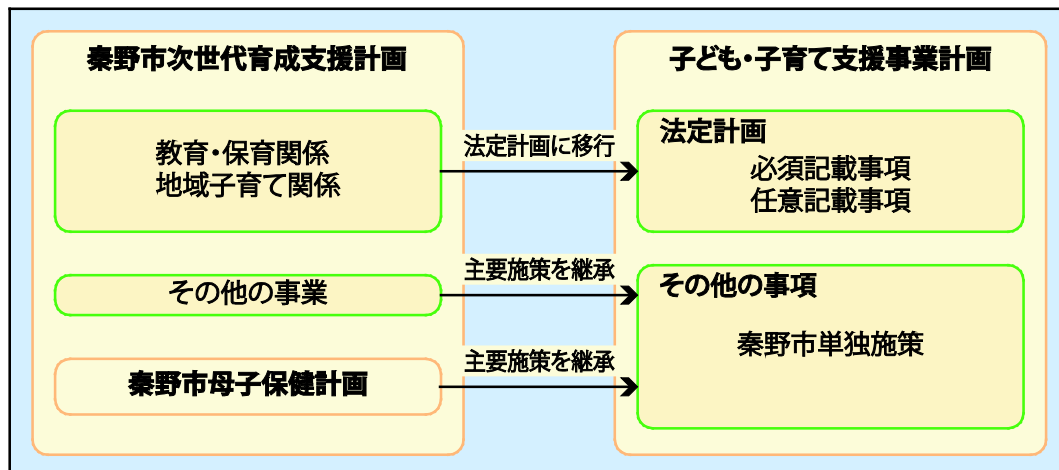 秦野市次世代育成支援計画
教育・保育関係
地域子育て関係
その他の事業
秦野市母子保健計画
法定計画に移行
主要施策を継承
主要施策を継承
子ども・子育て支援事業計画
法定計画
必須記載事項
任意記載事項
その他の事項
秦野市単独施策